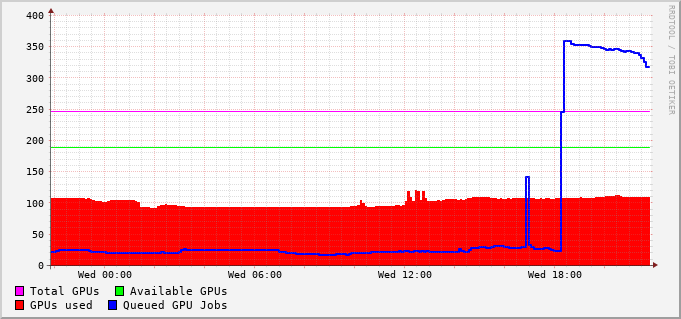 400
350
300
250
200
150
100
50
0
Wed 00:00 Wed 06:00 Wed 12:00 Wed 18:00
Total GPUs Available GPUs
GPUs used Queued GPU Jobs
RRDTOOL / TOBI OETIKER